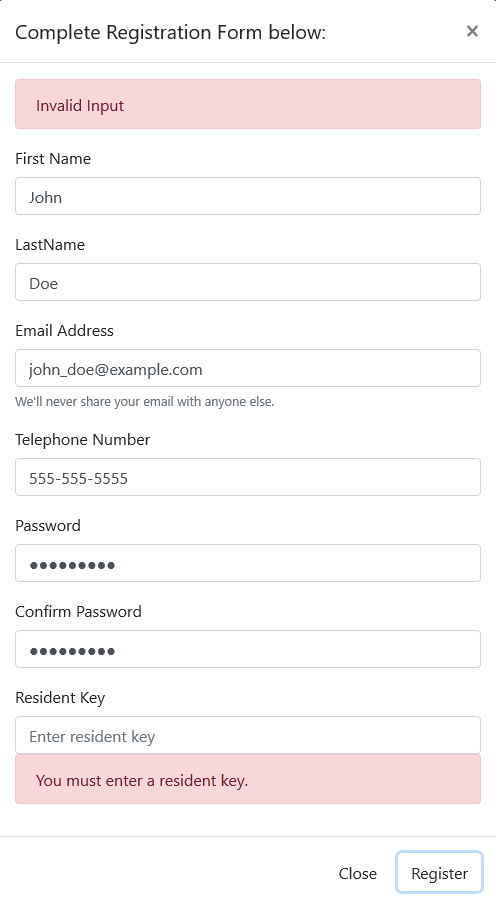 Complete Registration Form below:
×
Invalid Input
First Name
John
LastName
Doe
Email Address
john_doe@example.com
We'll never share your email with anyone else.
Telephone Number
555-555-5555
Password
●●●●●●●●●
Confirm Password
●●●●●●●●●
Resident Key
Enter resident key
You must enter a resident key.
Close
Register